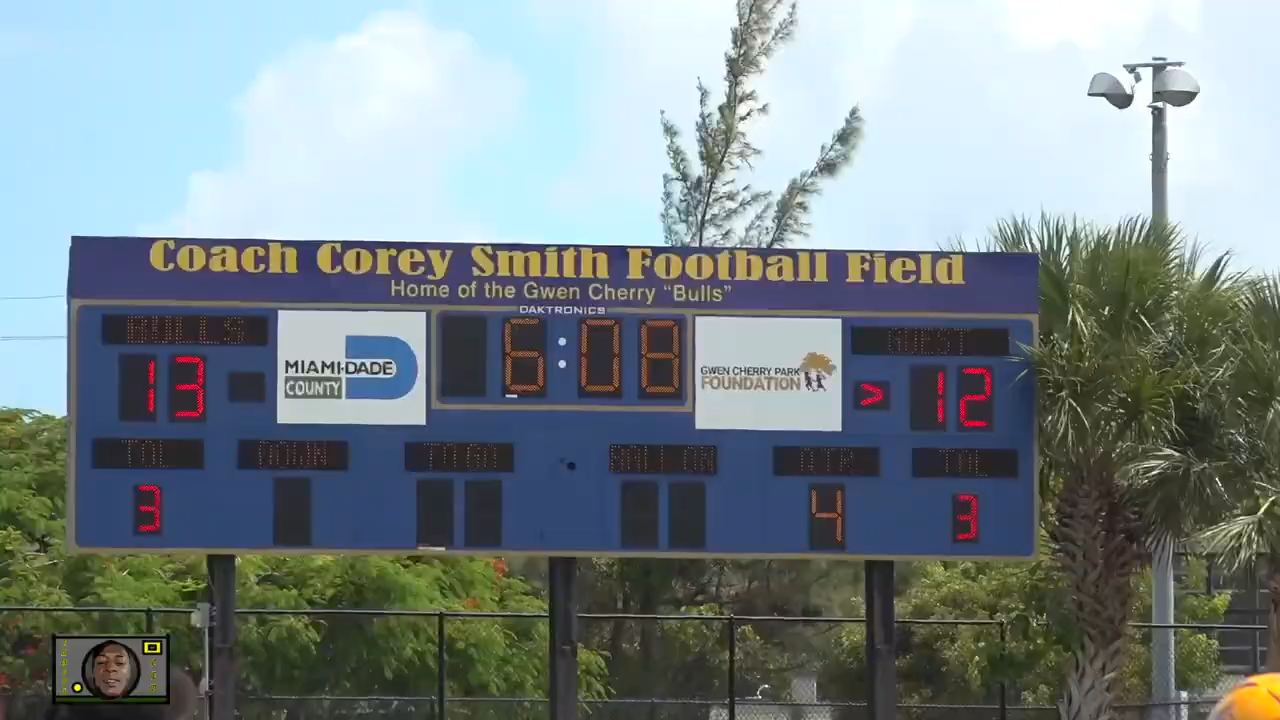 Coach Corey Smith Football Field
Home of the Gwen Cherry "Bulls"
DAKTRONICS
BULLS
13
MIAMI-DADE
COUNTY
6:08
GWEN CHERRY PARK
FOUNDATION
GUEST
> 12
TOL DOWN TO GO BALL ON QTR TOL
3 4 3